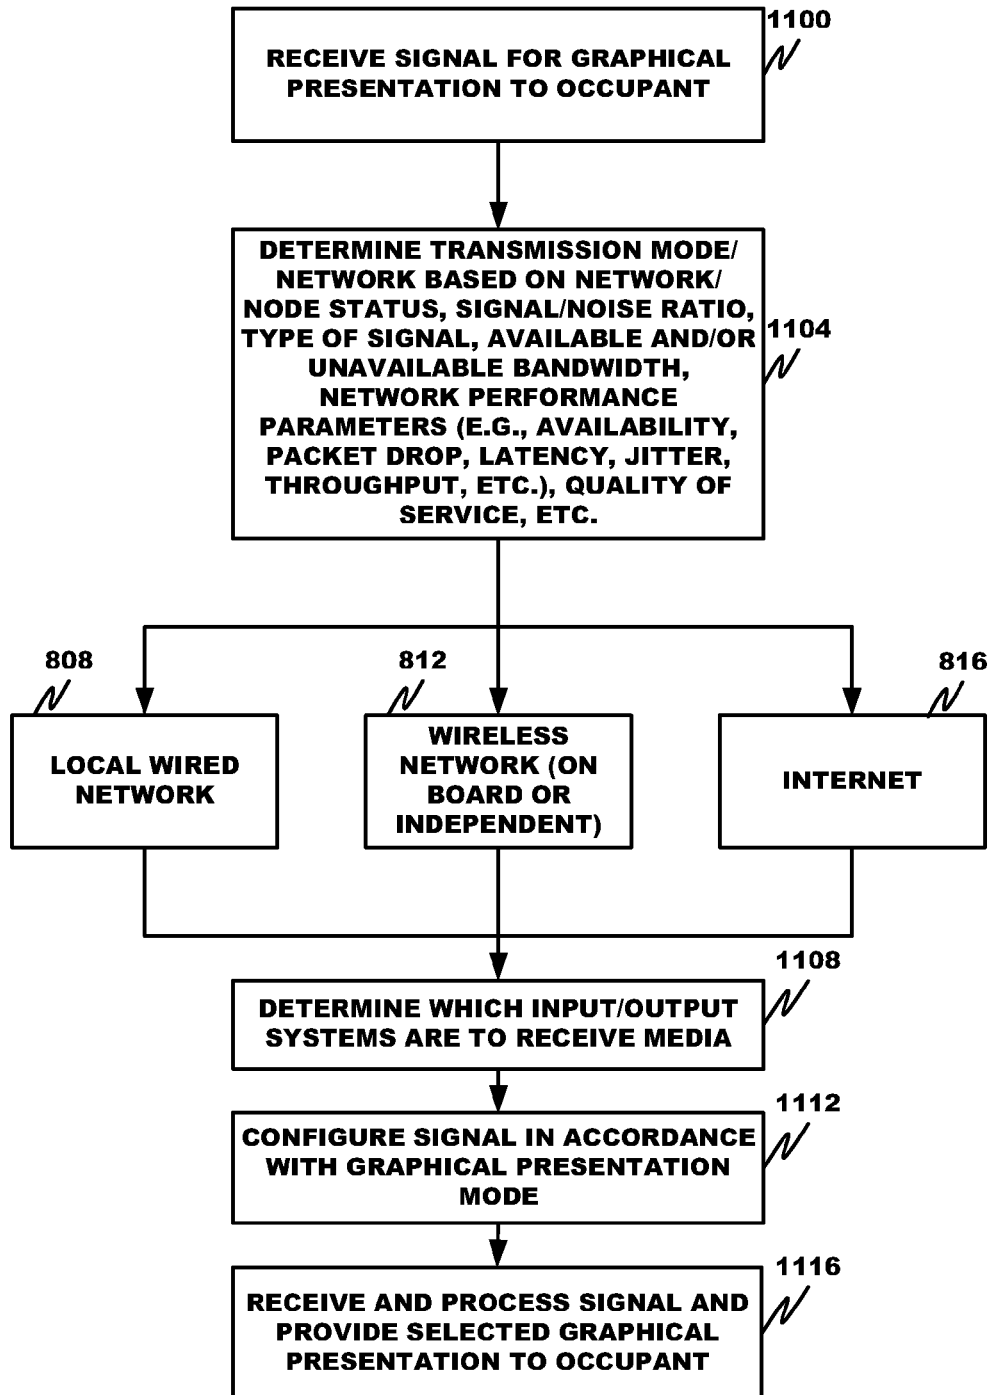 1100
RECEIVE SIGNAL FOR GRAPHICAL
PRESENTATION TO OCCUPANT
DETERMINE TRANSMISSION MODE/
NETWORK BASED ON NETWORK/
NODE STATUS, SIGNAL/NOISE RATIO,
TYPE OF SIGNAL, AVAILABLE AND/OR
UNAVAILABLE BANDWIDTH,
NETWORK PERFORMANCE
PARAMETERS (E.G., AVAILABILITY,
PACKET DROP, LATENCY, JITTER,
THROUGHPUT, ETC.), QUALITY OF
SERVICE, ETC.
1104
808
LOCAL WIRED
NETWORK
812
WIRELESS
NETWORK (ON
BOARD OR
INDEPENDENT)
816
INTERNET
1108
DETERMINE WHICH INPUT/OUTPUT
SYSTEMS ARE TO RECEIVE MEDIA
1112
CONFIGURE SIGNAL IN ACCORDANCE
WITH GRAPHICAL PRESENTATION
MODE
1116
RECEIVE AND PROCESS SIGNAL AND
PROVIDE SELECTED GRAPHICAL
PRESENTATION TO OCCUPANT